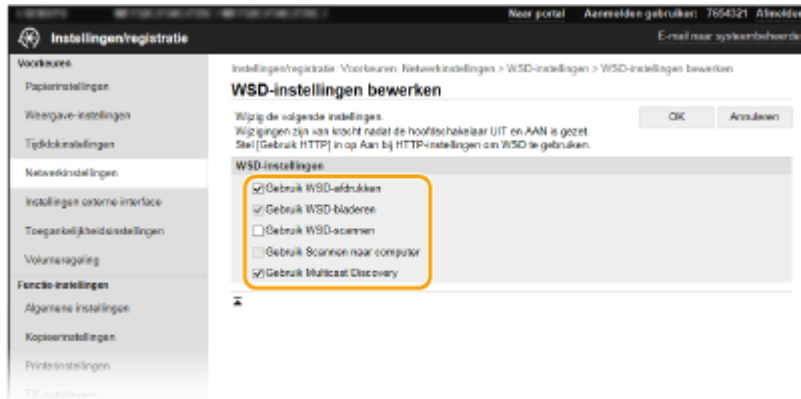 Naar portal Aanmelden gebruiker: 7654321 Afmelden
Instellingen/registratie
E-mail naar systeembeheerder
Voorkeuren
Papierinstellingen
Weergave-instellingen
Tijdklokinstellingen
Netwerkinstellingen
Instellingen externe interface
Toegankelijkheidsinstellingen
Volumeregeling
Functie-instellingen
Algemene instellingen
Kopieerinstellingen
Printerinstellingen
Instellingen/registratie: Voorkeuren: Netwerkinstellingen > WSD-instellingen > WSD-instellingen bewerken
WSD-instellingen bewerken
Wijzig de volgende instellingen.
Wijzigingen zijn van kracht nadat de hoofdschakelaar UIT en AAN is gezet.
Stel [Gebruik HTTP] in op Aan bij HTTP-instellingen om WSD te gebruiken.
OK Annuleren
WSD-instellingen
Gebruik WSD-afdrukken
Gebruik WSD-bladeren
Gebruik WSD-scannen
Gebruik Scannen naar computer
Gebruik Multicast Discovery